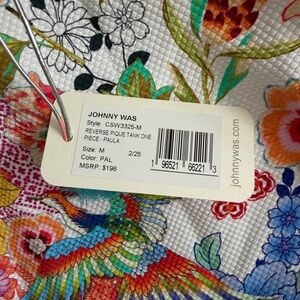 JOHNNY WAS
Style: CSW3325-M
REVERSE PIQUE TANK ONE
PIECE - PAULA
Size: M 2/25
Color: PAL
MSRP: $198
1 96521 66221 3
johnnywas.com